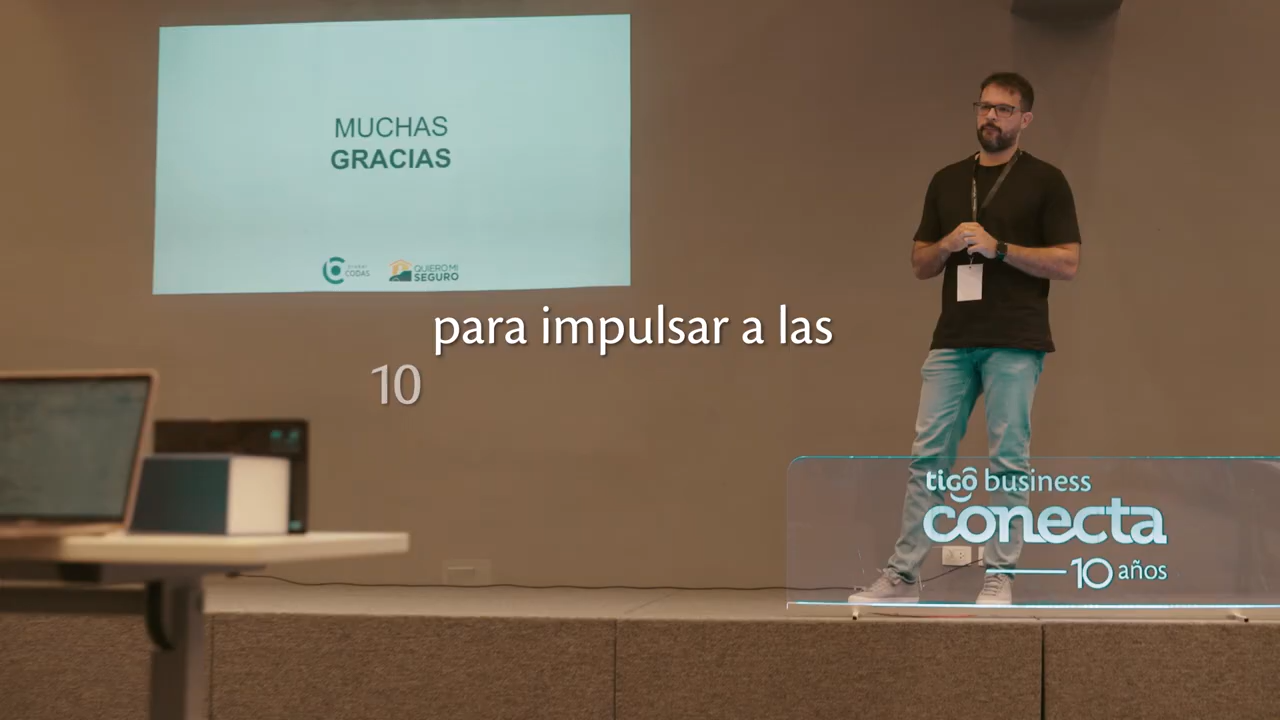 MUCHAS
GRACIAS
CODAS
QUIERO MI
SEGURO
para impulsar a las
10
tigo business
conecta
10 años